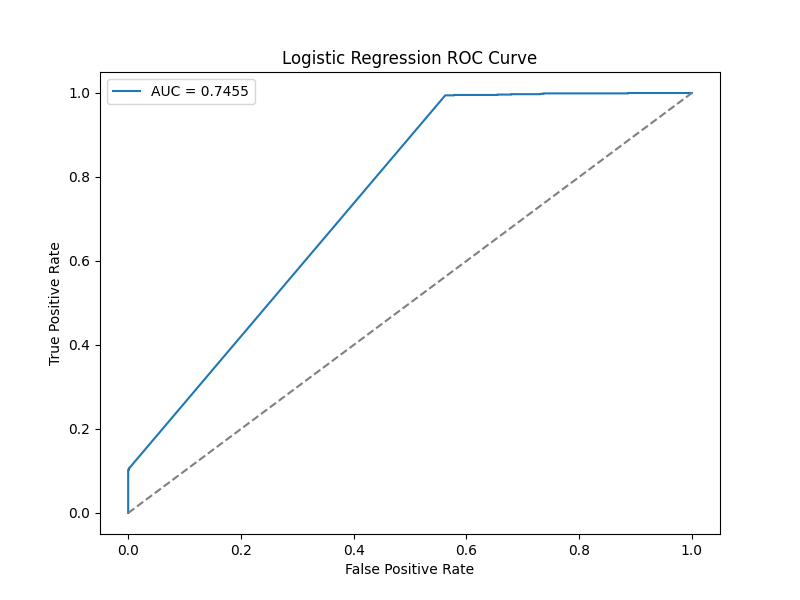 Logistic Regression ROC Curve
AUC = 0.7455
1.0
0.8
0.6
0.4
0.2
0.0
True Positive Rate
0.0 0.2 0.4 0.6 0.8 1.0
False Positive Rate